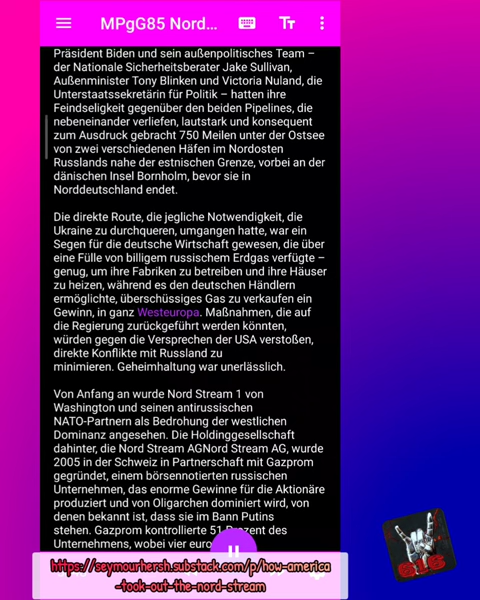 MPgG85 Nord…
Präsident Biden und sein außenpolitisches Team –
der Nationale Sicherheitsberater Jake Sullivan,
Außenminister Tony Blinken und Victoria Nuland, die
Unterstaatssekretärin für Politik – hatten ihre
Feindseligkeit gegenüber den beiden Pipelines, die
nebeneinander verliefen, lautstark und konsequent
zum Ausdruck gebracht 750 Meilen unter der Ostsee
von zwei verschiedenen Häfen im Nordosten
Russlands nahe der estnischen Grenze, vorbei an der
dänischen Insel Bornholm, bevor sie in
Norddeutschland endet.
Die direkte Route, die jegliche Notwendigkeit, die
Ukraine zu durchqueren, umgangen hatte, war ein
Segen für die deutsche Wirtschaft gewesen, die über
eine Fülle von billigem russischem Erdgas verfügte –
genug, um ihre Fabriken zu betreiben und ihre Häuser
zu heizen, während es den deutschen Händlern
ermöglichte, überschüssiges Gas zu verkaufen ein
Gewinn, in ganz Westeuropa. Maßnahmen, die auf
die Regierung zurückgeführt werden könnten,
würden gegen die Versprechen der USA verstoßen,
direkte Konflikte mit Russland zu
minimieren. Geheimhaltung war unerlässlich.
Von Anfang an wurde Nord Stream 1 von
Washington und seinen antirussischen
NATO-Partnern als Bedrohung der westlichen
Dominanz angesehen. Die Holdinggesellschaft
dahinter, die Nord Stream AGNord Stream AG, wurde
2005 in der Schweiz in Partnerschaft mit Gazprom
gegründet, einem börsennotierten russischen
Unternehmen, das enorme Gewinne für die Aktionäre
produziert und von Oligarchen dominiert wird, von
denen bekannt ist, dass sie im Bann Putins
stehen. Gazprom kontrollierte 51 Prozent des
Unternehmens, wobei vier euro
https://seymourhersh.substack.com/p/how-america
-took-out-the-nord-stream